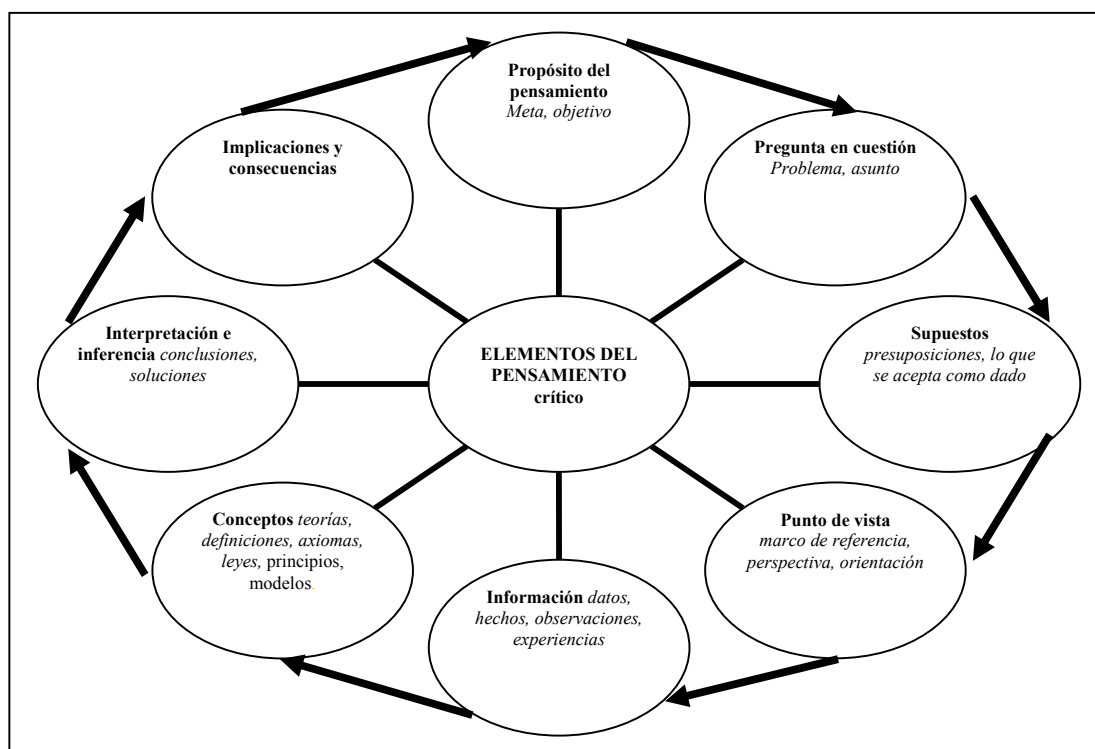 Propósito del
pensamiento
Meta, objetivo
Pregunta en cuestión
Problema, asunto
Supuestos
presuposiciones, lo que
se acepta como dado
Punto de vista
marco de referencia,
perspectiva, orientación
Información datos,
hechos, observaciones,
experiencias
Conceptos teorías,
definiciones, axiomas,
leyes, principios,
modelos.
Interpretación e
inferencia conclusiones,
soluciones
Implicaciones y
consecuencias
ELEMENTOS DEL
PENSAMIENTO
crítico